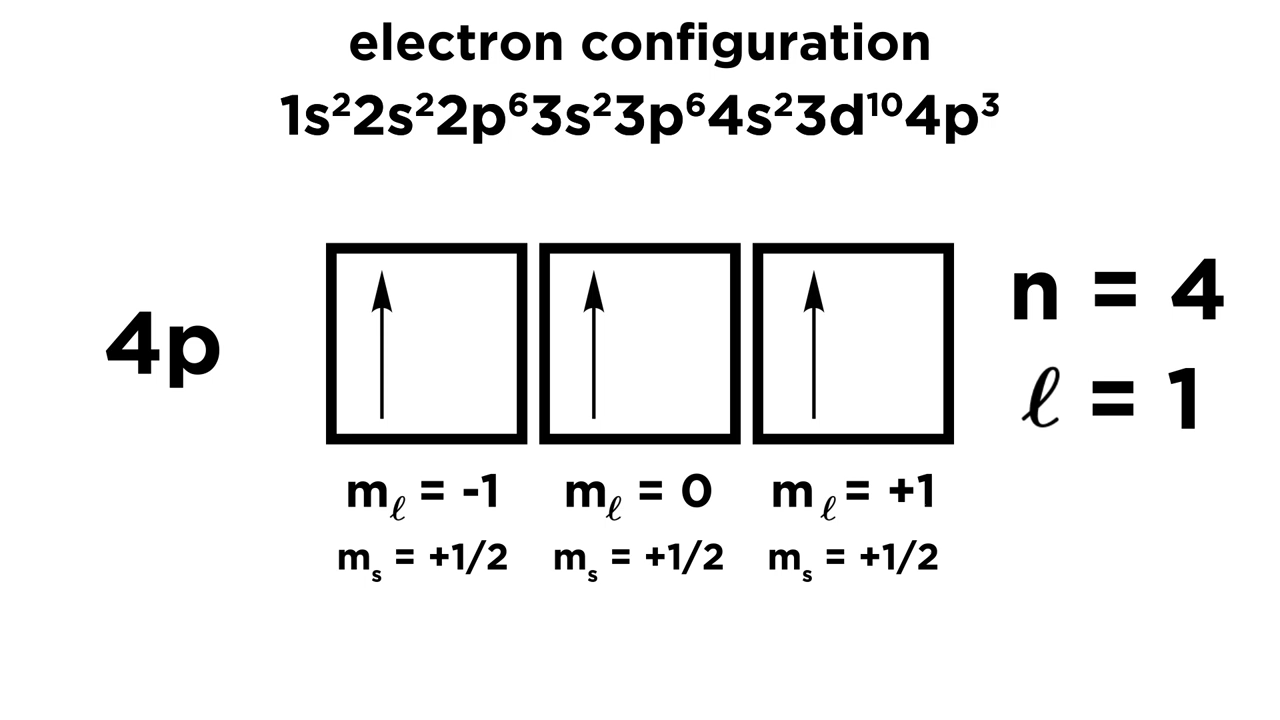 electron configuration
1s²2s²2p⁶3s²3p⁶4s²3d¹⁰4p³
4p
n = 4
ℓ = 1
mℓ = -1 mℓ = 0 mℓ = +1
mₛ = +1/2 mₛ = +1/2 mₛ = +1/2